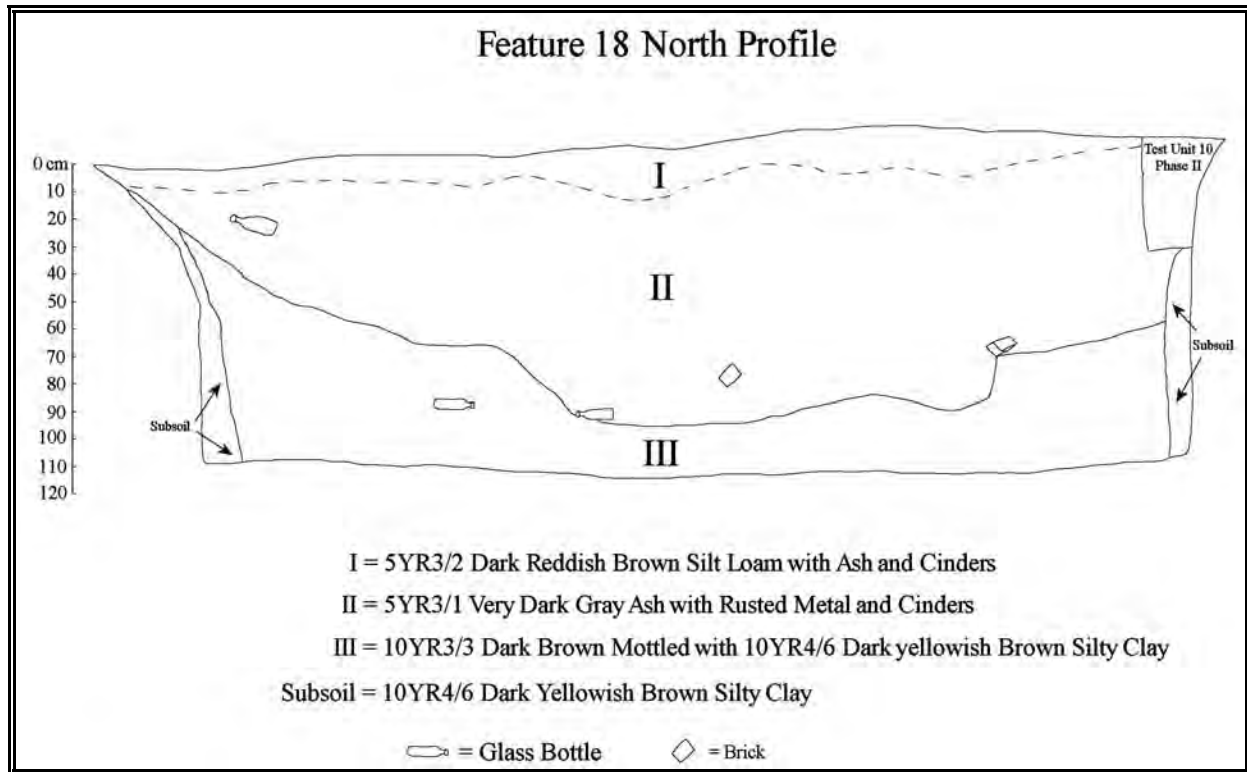 Feature 18 North Profile
0 cm
10
20
30
40
50
60
70
80
90
100
110
120
I
II
III
Test Unit 10
Phase II
Subsoil
Subsoil
I = 5YR3/2 Dark Reddish Brown Silt Loam with Ash and Cinders
II = 5YR3/1 Very Dark Gray Ash with Rusted Metal and Cinders
III = 10YR3/3 Dark Brown Mottled with 10YR4/6 Dark yellowish Brown Silty Clay
Subsoil = 10YR4/6 Dark Yellowish Brown Silty Clay
= Glass Bottle
= Brick